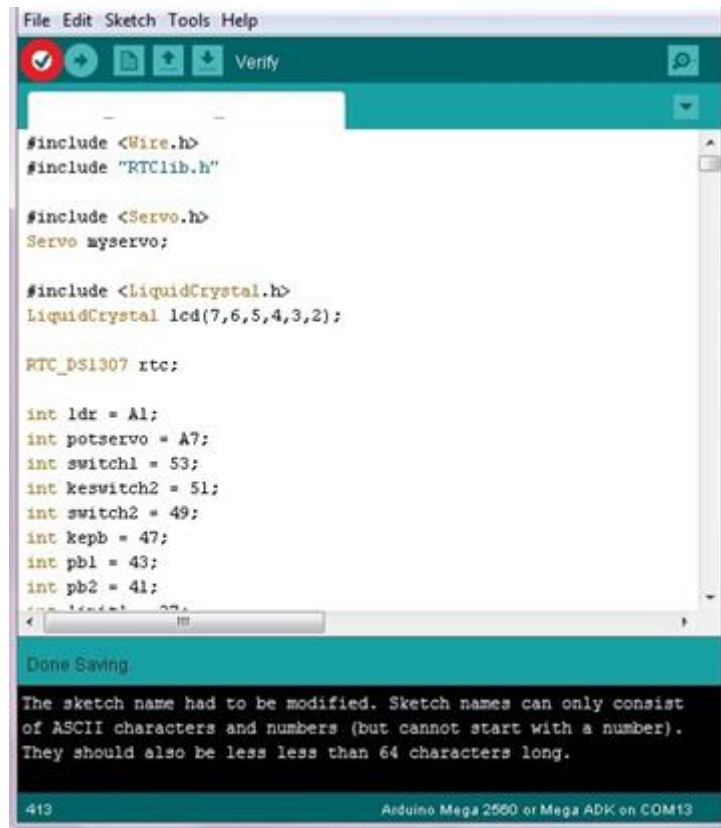 File Edit Sketch Tools Help
Verify
#include <Wire.h>
#include "RTClib.h"
#include <Servo.h>
Servo myservo;
#include <LiquidCrystal.h>
LiquidCrystal lcd(7,6,5,4,3,2);
RTC_DS1307 rtc;
int ldr = A1;
int potservo = A7;
int switch1 = 53;
int keswitch2 = 51;
int switch2 = 49;
int kepb = 47;
int pb1 = 43;
int pb2 = 41;
Done Saving.
The sketch name had to be modified. Sketch names can only consist
of ASCII characters and numbers (but cannot start with a number).
They should also be less less than 64 characters long.
413
Arduino Mega 2560 or Mega ADK on COM13